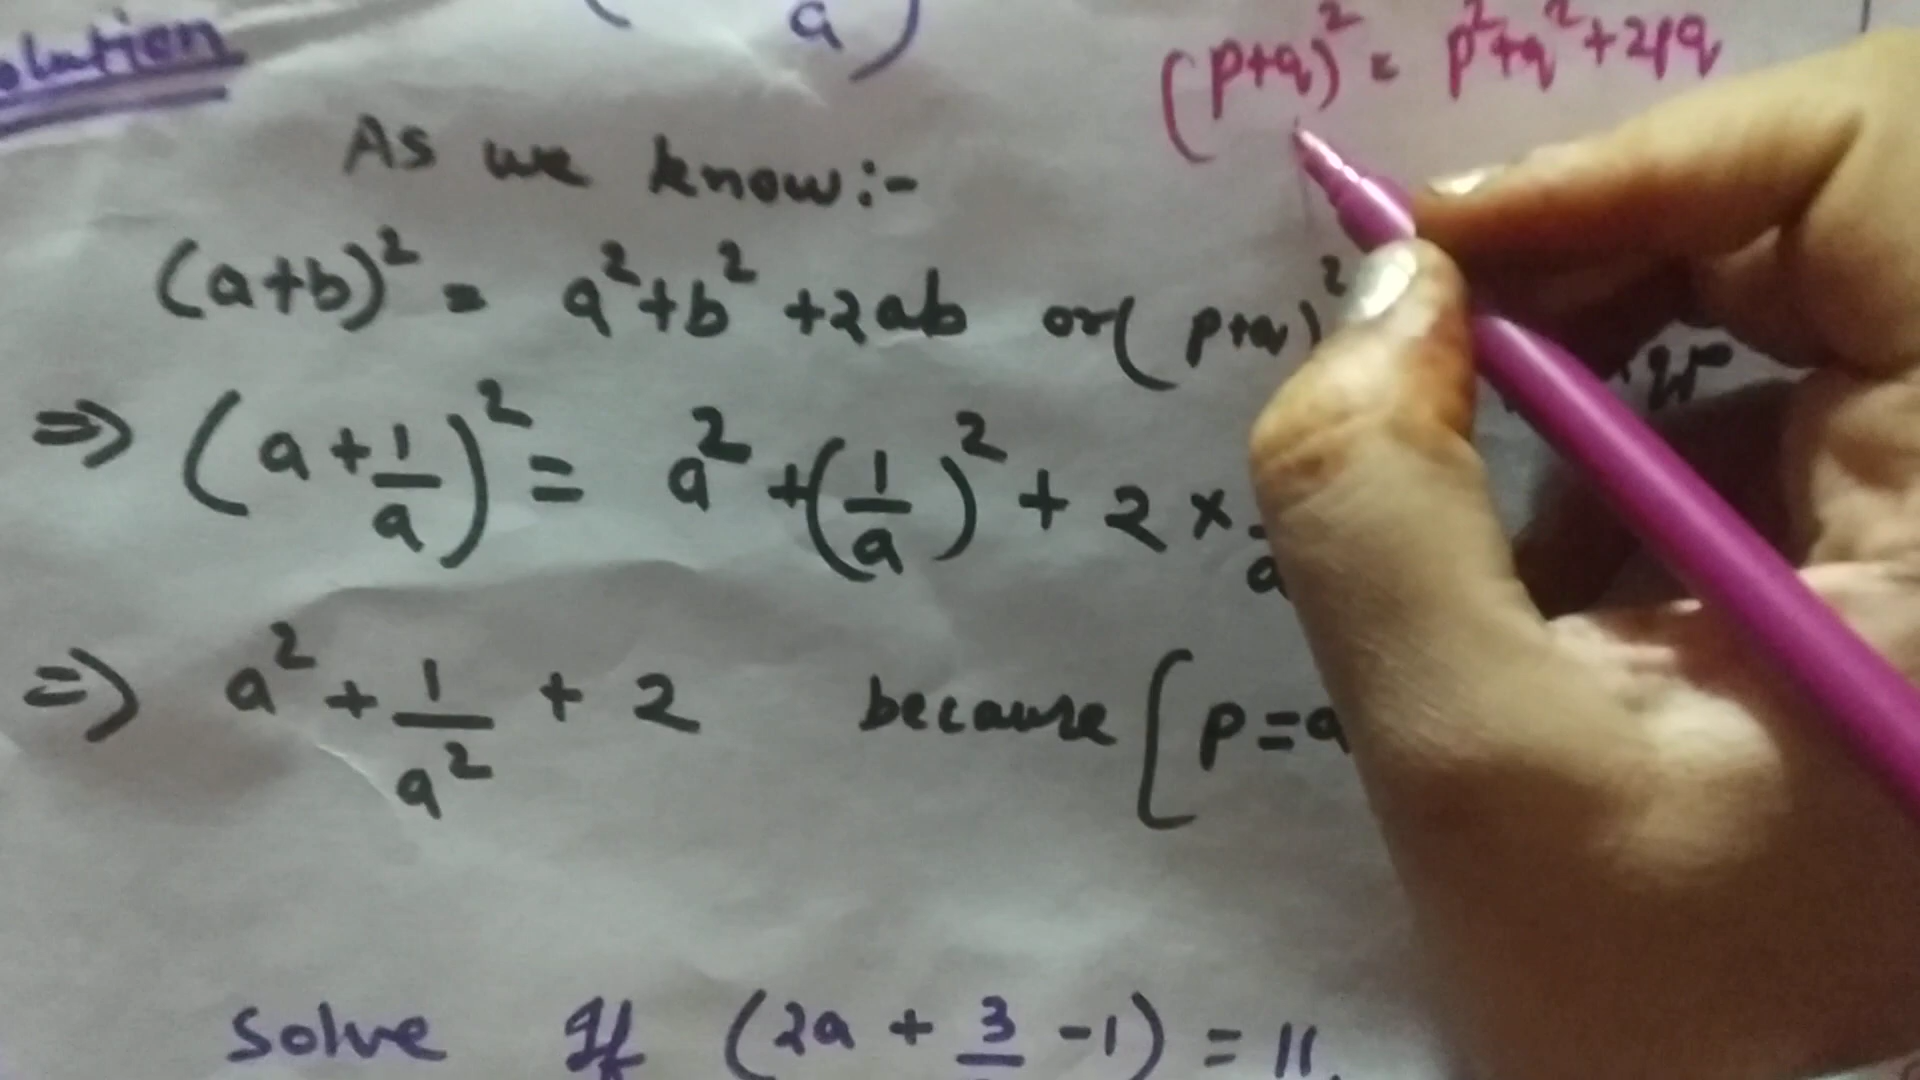 ( a )
(p+q)² = p²+q²+2pq
olution
As we know:-
(a+b)² = a²+b²+2ab or (p+q)²
⇒ (a+1/a)² = a²+(1/a)²+2×
a
⇒ a²+1/a²+2 because [p=a
Solve If (2a+3 -1) = 11.